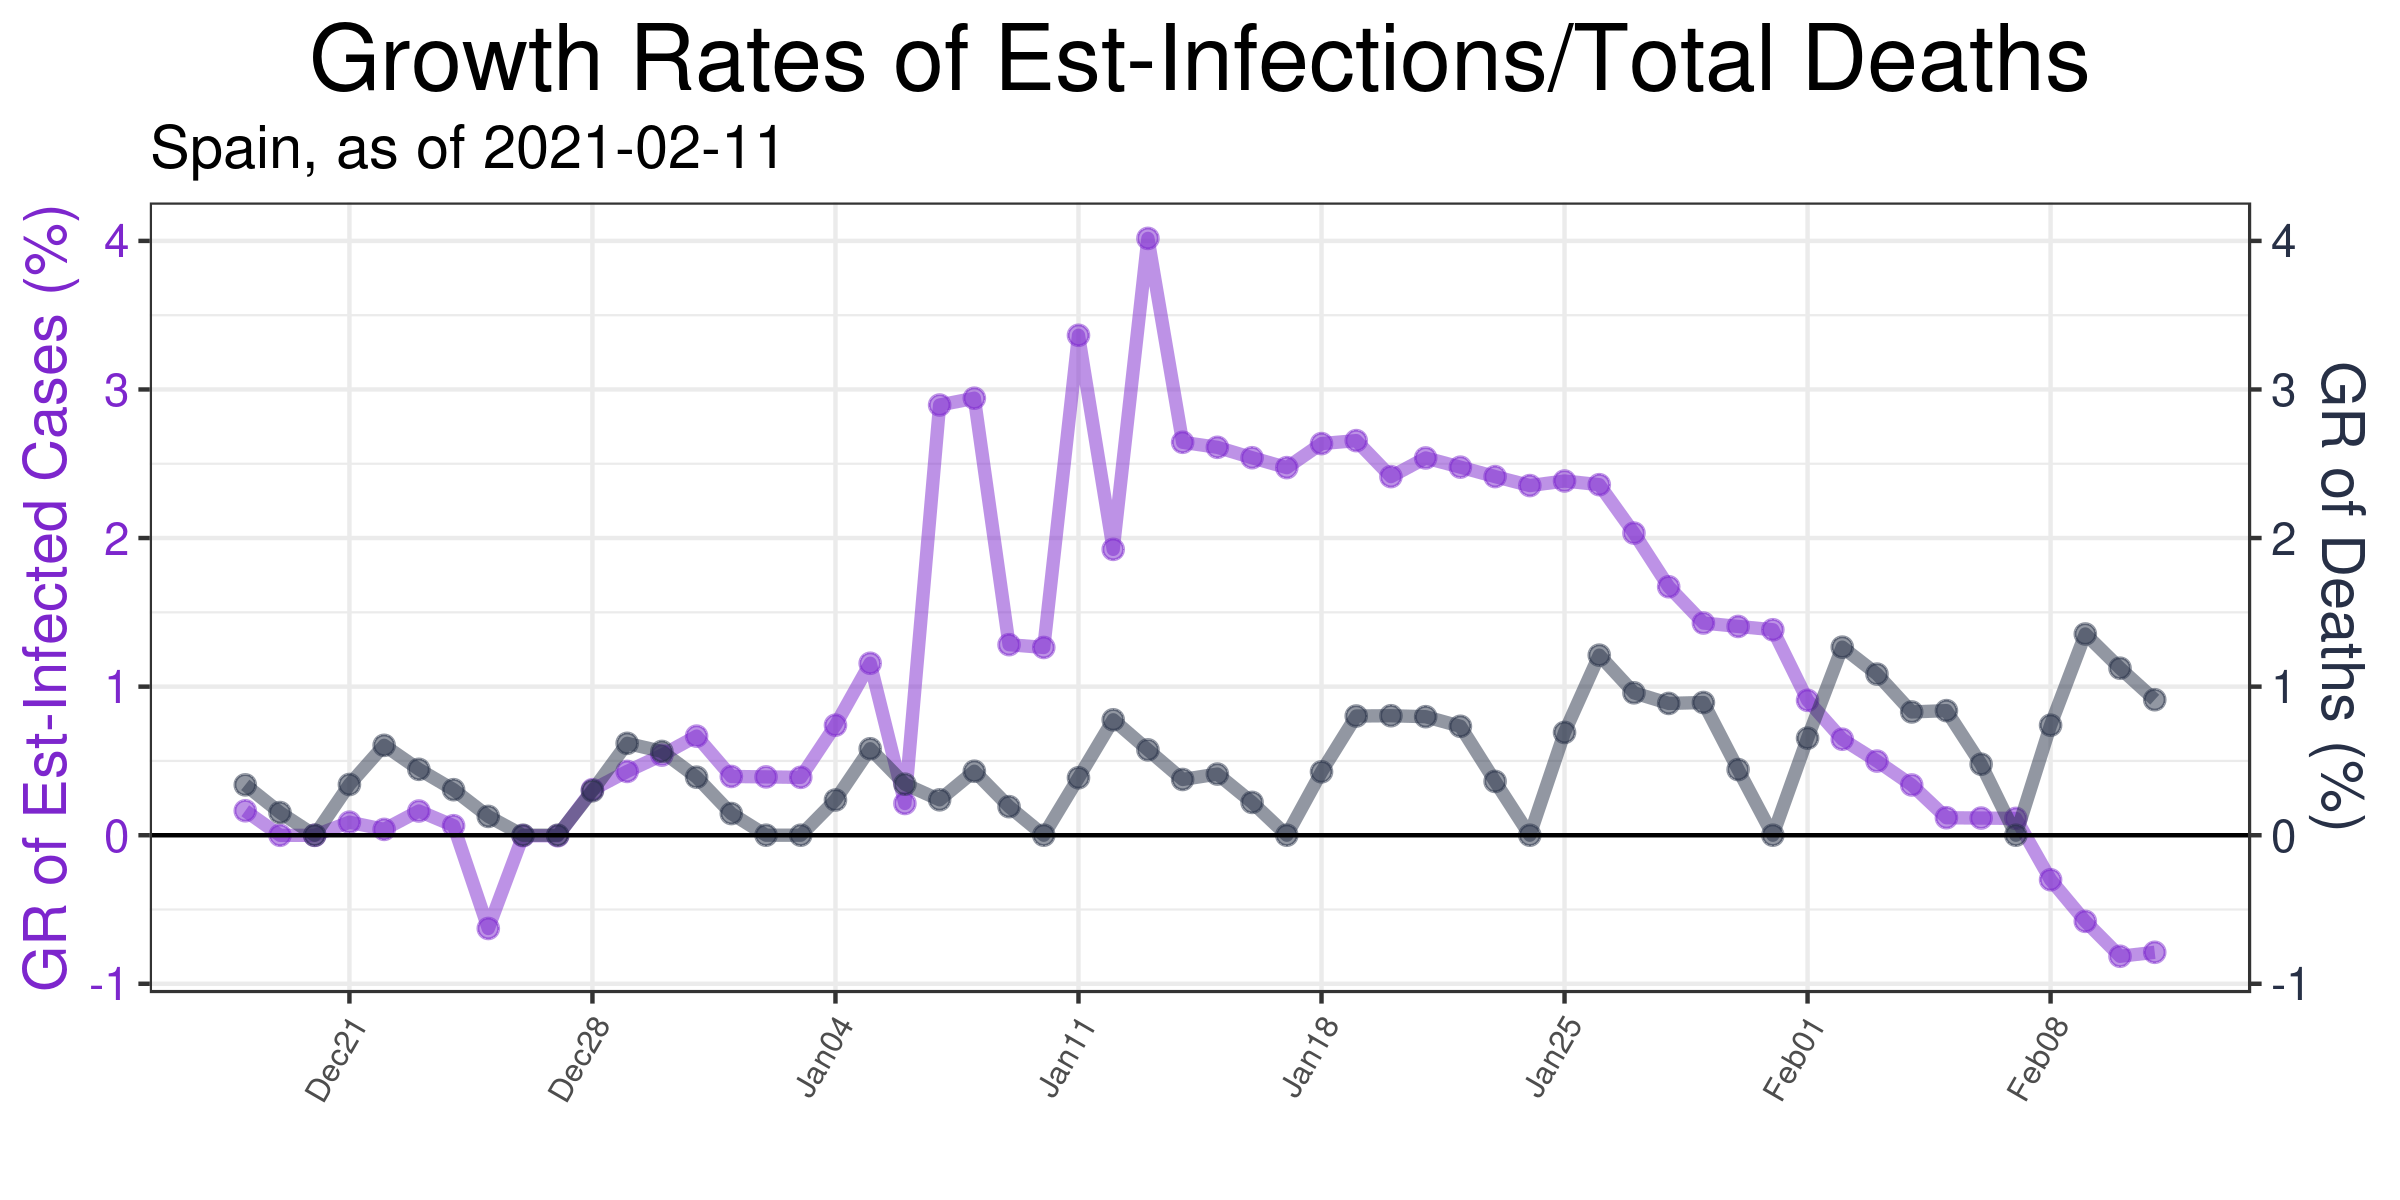 Growth Rates of Est-Infections/Total Deaths
Spain, as of 2021-02-11
GR of Est-Infected Cases (%)
4
3
2
1
0
-1
4
3
2
1
0
-1
GR of Deaths (%)
Dec21
Dec28
Jan04
Jan11
Jan18
Jan25
Feb01
Feb08